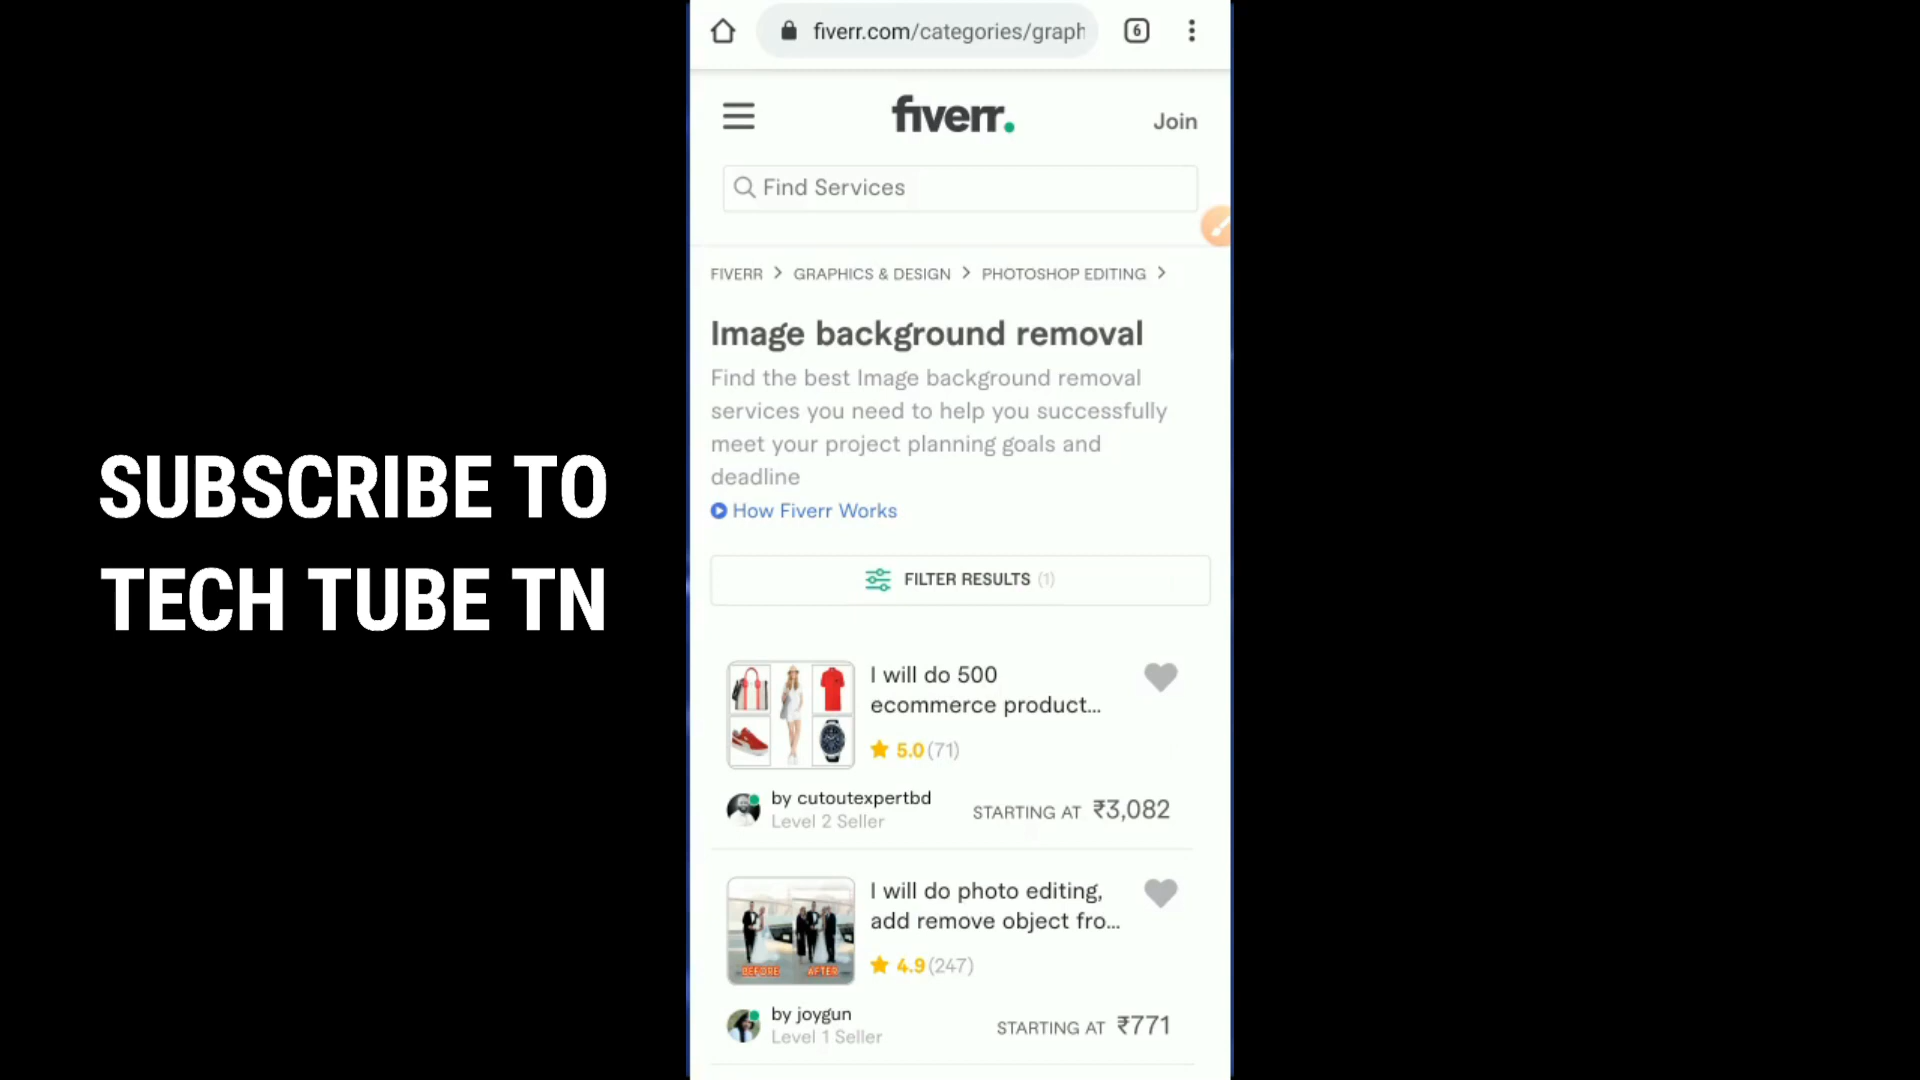 SUBSCRIBE TO
TECH TUBE TN
fiverr.com/categories/graph
6
fiverr.
Join
Find Services
FIVERR > GRAPHICS & DESIGN > PHOTOSHOP EDITING >
Image background removal
Find the best Image background removal
services you need to help you successfully
meet your project planning goals and
deadline
How Fiverr Works
FILTER RESULTS (1)
I will do 500
ecommerce product...
5.0 (71)
by cutoutexpertbd
Level 2 Seller
STARTING AT ₹3,082
I will do photo editing,
add remove object fro...
BEFORE AFTER
4.9 (247)
by joygun
Level 1 Seller
STARTING AT ₹771